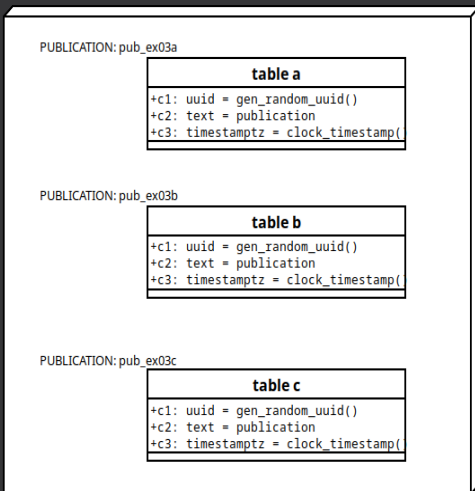 PUBLICATION: pub_ex03a
table a
+c1: uuid = gen_random_uuid()
+c2: text = publication
+c3: timestamptz = clock_timestamp()
PUBLICATION: pub_ex03b
table b
+c1: uuid = gen_random_uuid()
+c2: text = publication
+c3: timestamptz = clock_timestamp()
PUBLICATION: pub_ex03c
table c
+c1: uuid = gen_random_uuid()
+c2: text = publication
+c3: timestamptz = clock_timestamp()